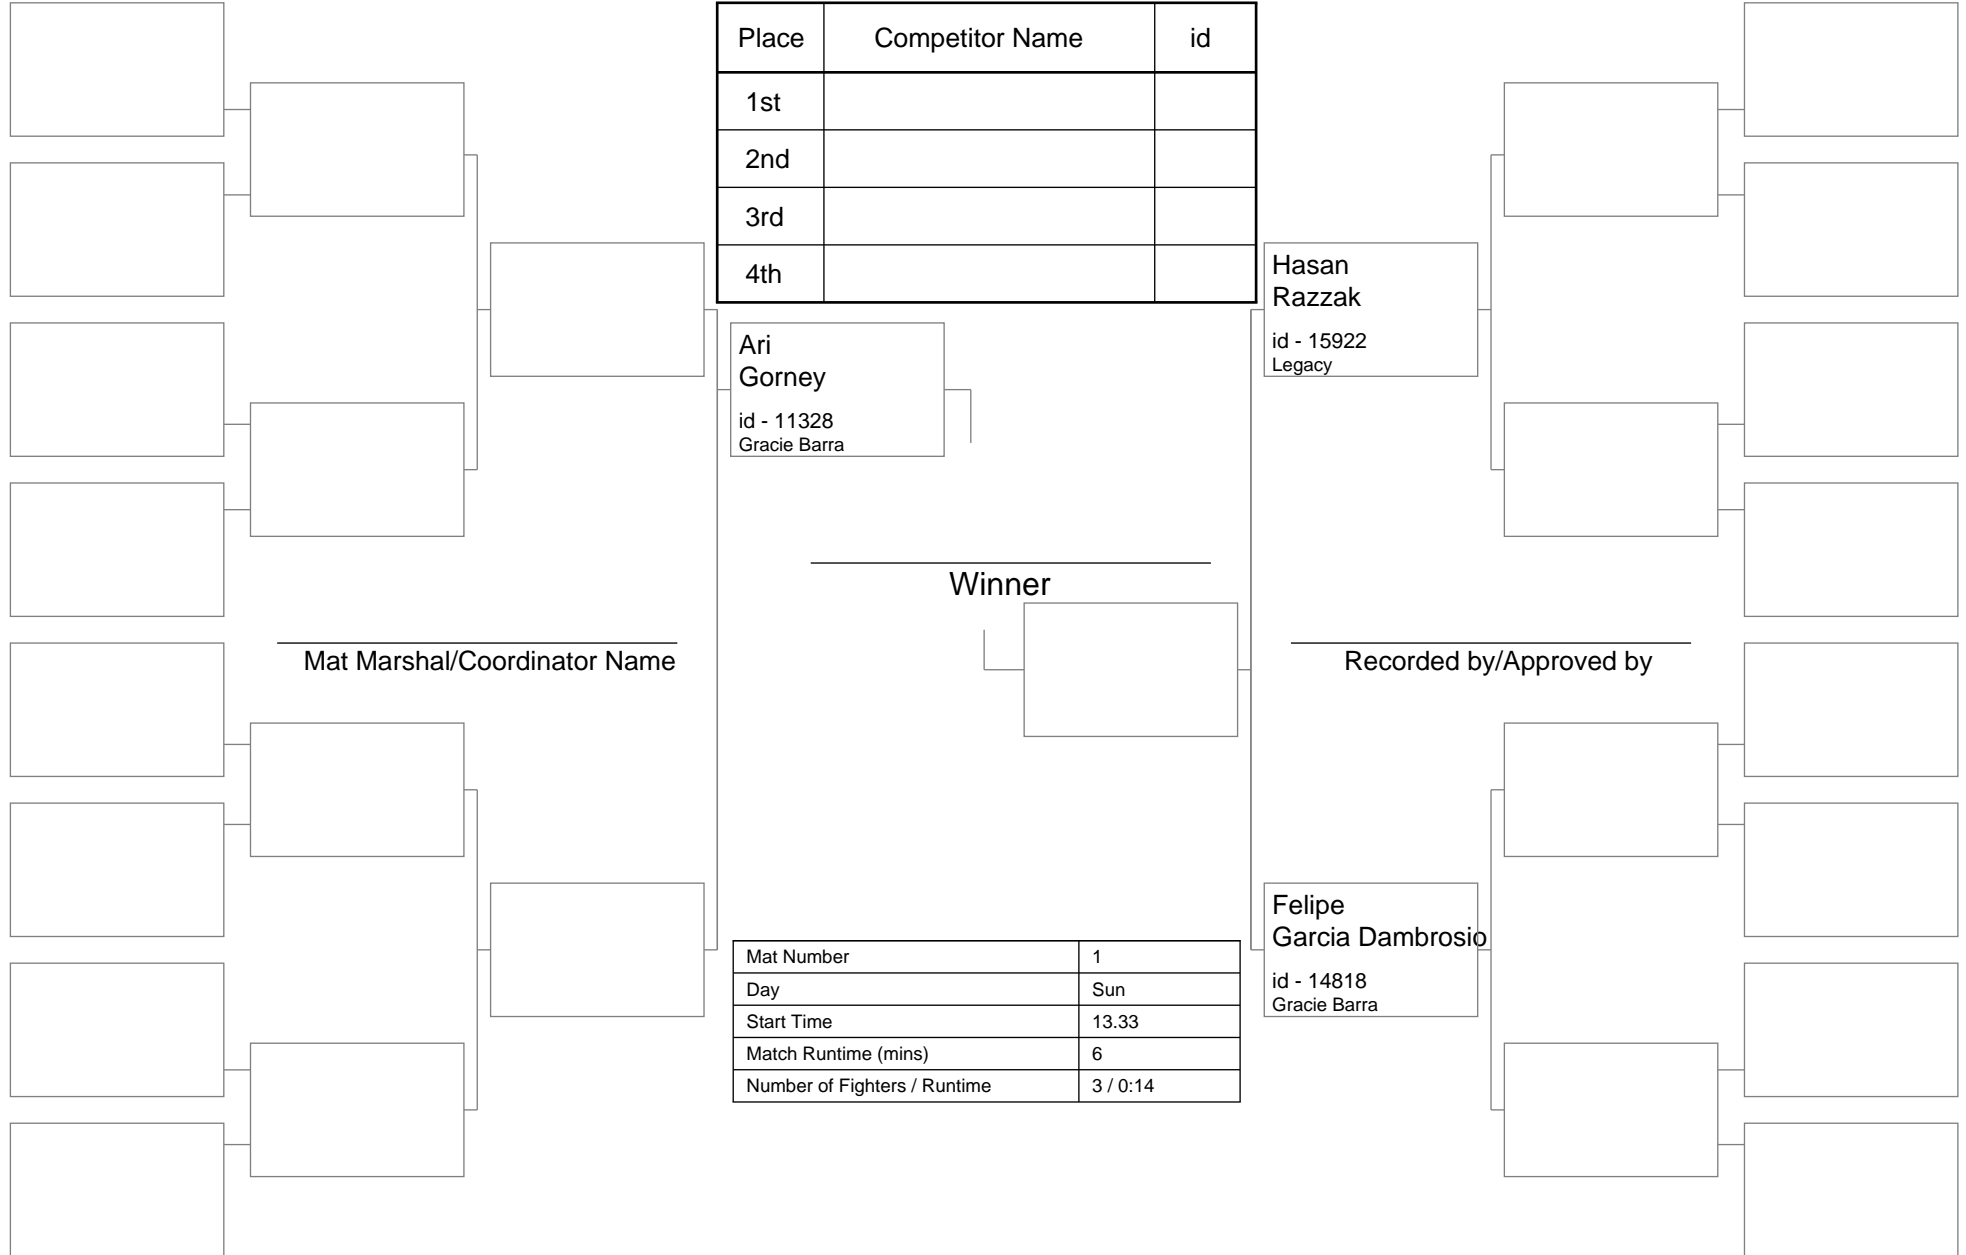 Place Competitor Name id
1st
2nd
3rd
4th
Hasan
Razzak
id - 15922
Legacy
Ari
Gorney
id - 11328
Gracie Barra
Winner
Mat Marshal/Coordinator Name
Recorded by/Approved by
Felipe
Garcia Dambrosio
id - 14818
Gracie Barra
Mat Number 1
Day Sun
Start Time 13.33
Match Runtime (mins) 6
Number of Fighters / Runtime 3 / 0:14